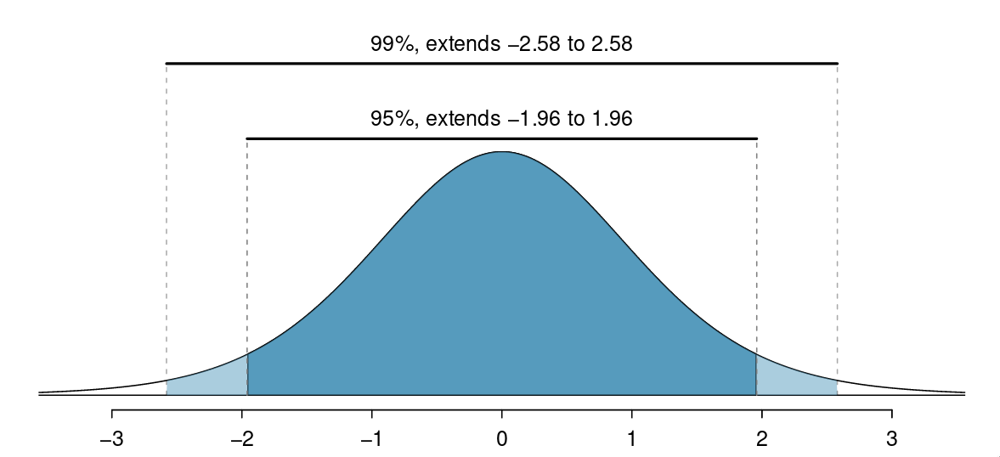 99%, extends −2.58 to 2.58
95%, extends −1.96 to 1.96
−3 −2 −1 0 1 2 3